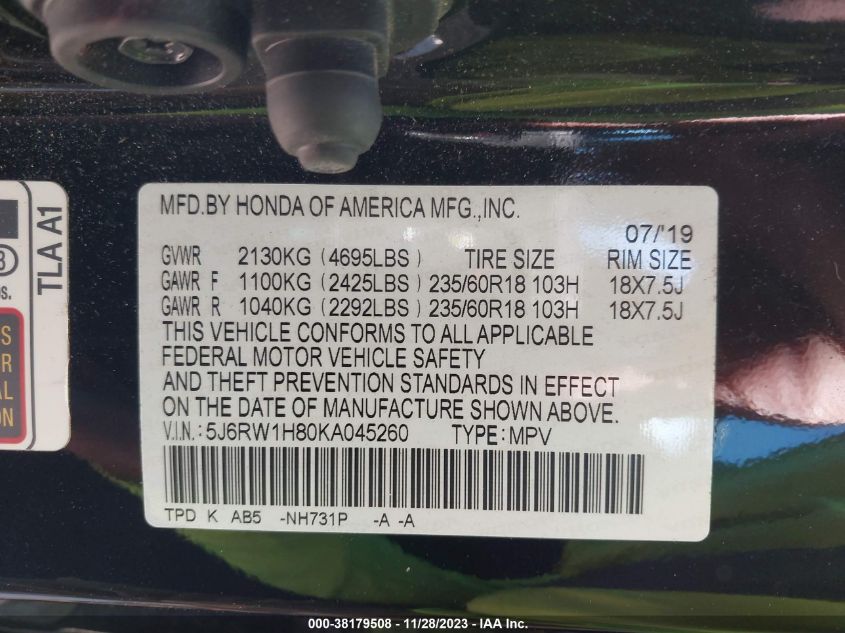 MFD.BY HONDA OF AMERICA MFG.,INC.
07/'19
GVWR 2130KG (4695LBS) TIRE SIZE RIM SIZE
GAWR F 1100KG (2425LBS) 235/60R18 103H 18X7.5J
GAWR R 1040KG (2292LBS) 235/60R18 103H 18X7.5J
THIS VEHICLE CONFORMS TO ALL APPLICABLE
FEDERAL MOTOR VEHICLE SAFETY
AND THEFT PREVENTION STANDARDS IN EFFECT
ON THE DATE OF MANUFACTURE SHOWN ABOVE.
V.I.N.: 5J6RW1H80KA045260 TYPE: MPV
TPD K AB5 -NH731P -A -A
TLA A1
000-38179508 - 11/28/2023 - IAA Inc.